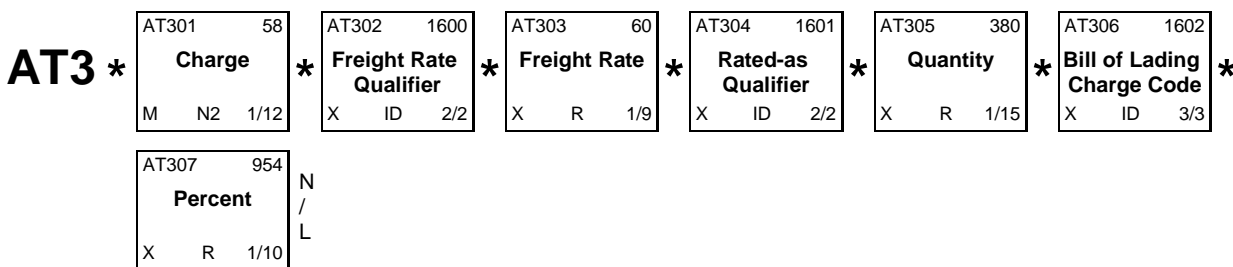 AT3 * AT301 58 Charge M N2 1/12 * AT302 1600 Freight Rate Qualifier X ID 2/2 * AT303 60 Freight Rate X R 1/9 * AT304 1601 Rated-as Qualifier X ID 2/2 * AT305 380 Quantity X R 1/15 * AT306 1602 Bill of Lading Charge Code X ID 3/3 *
AT307 954 Percent X R 1/10 N / L